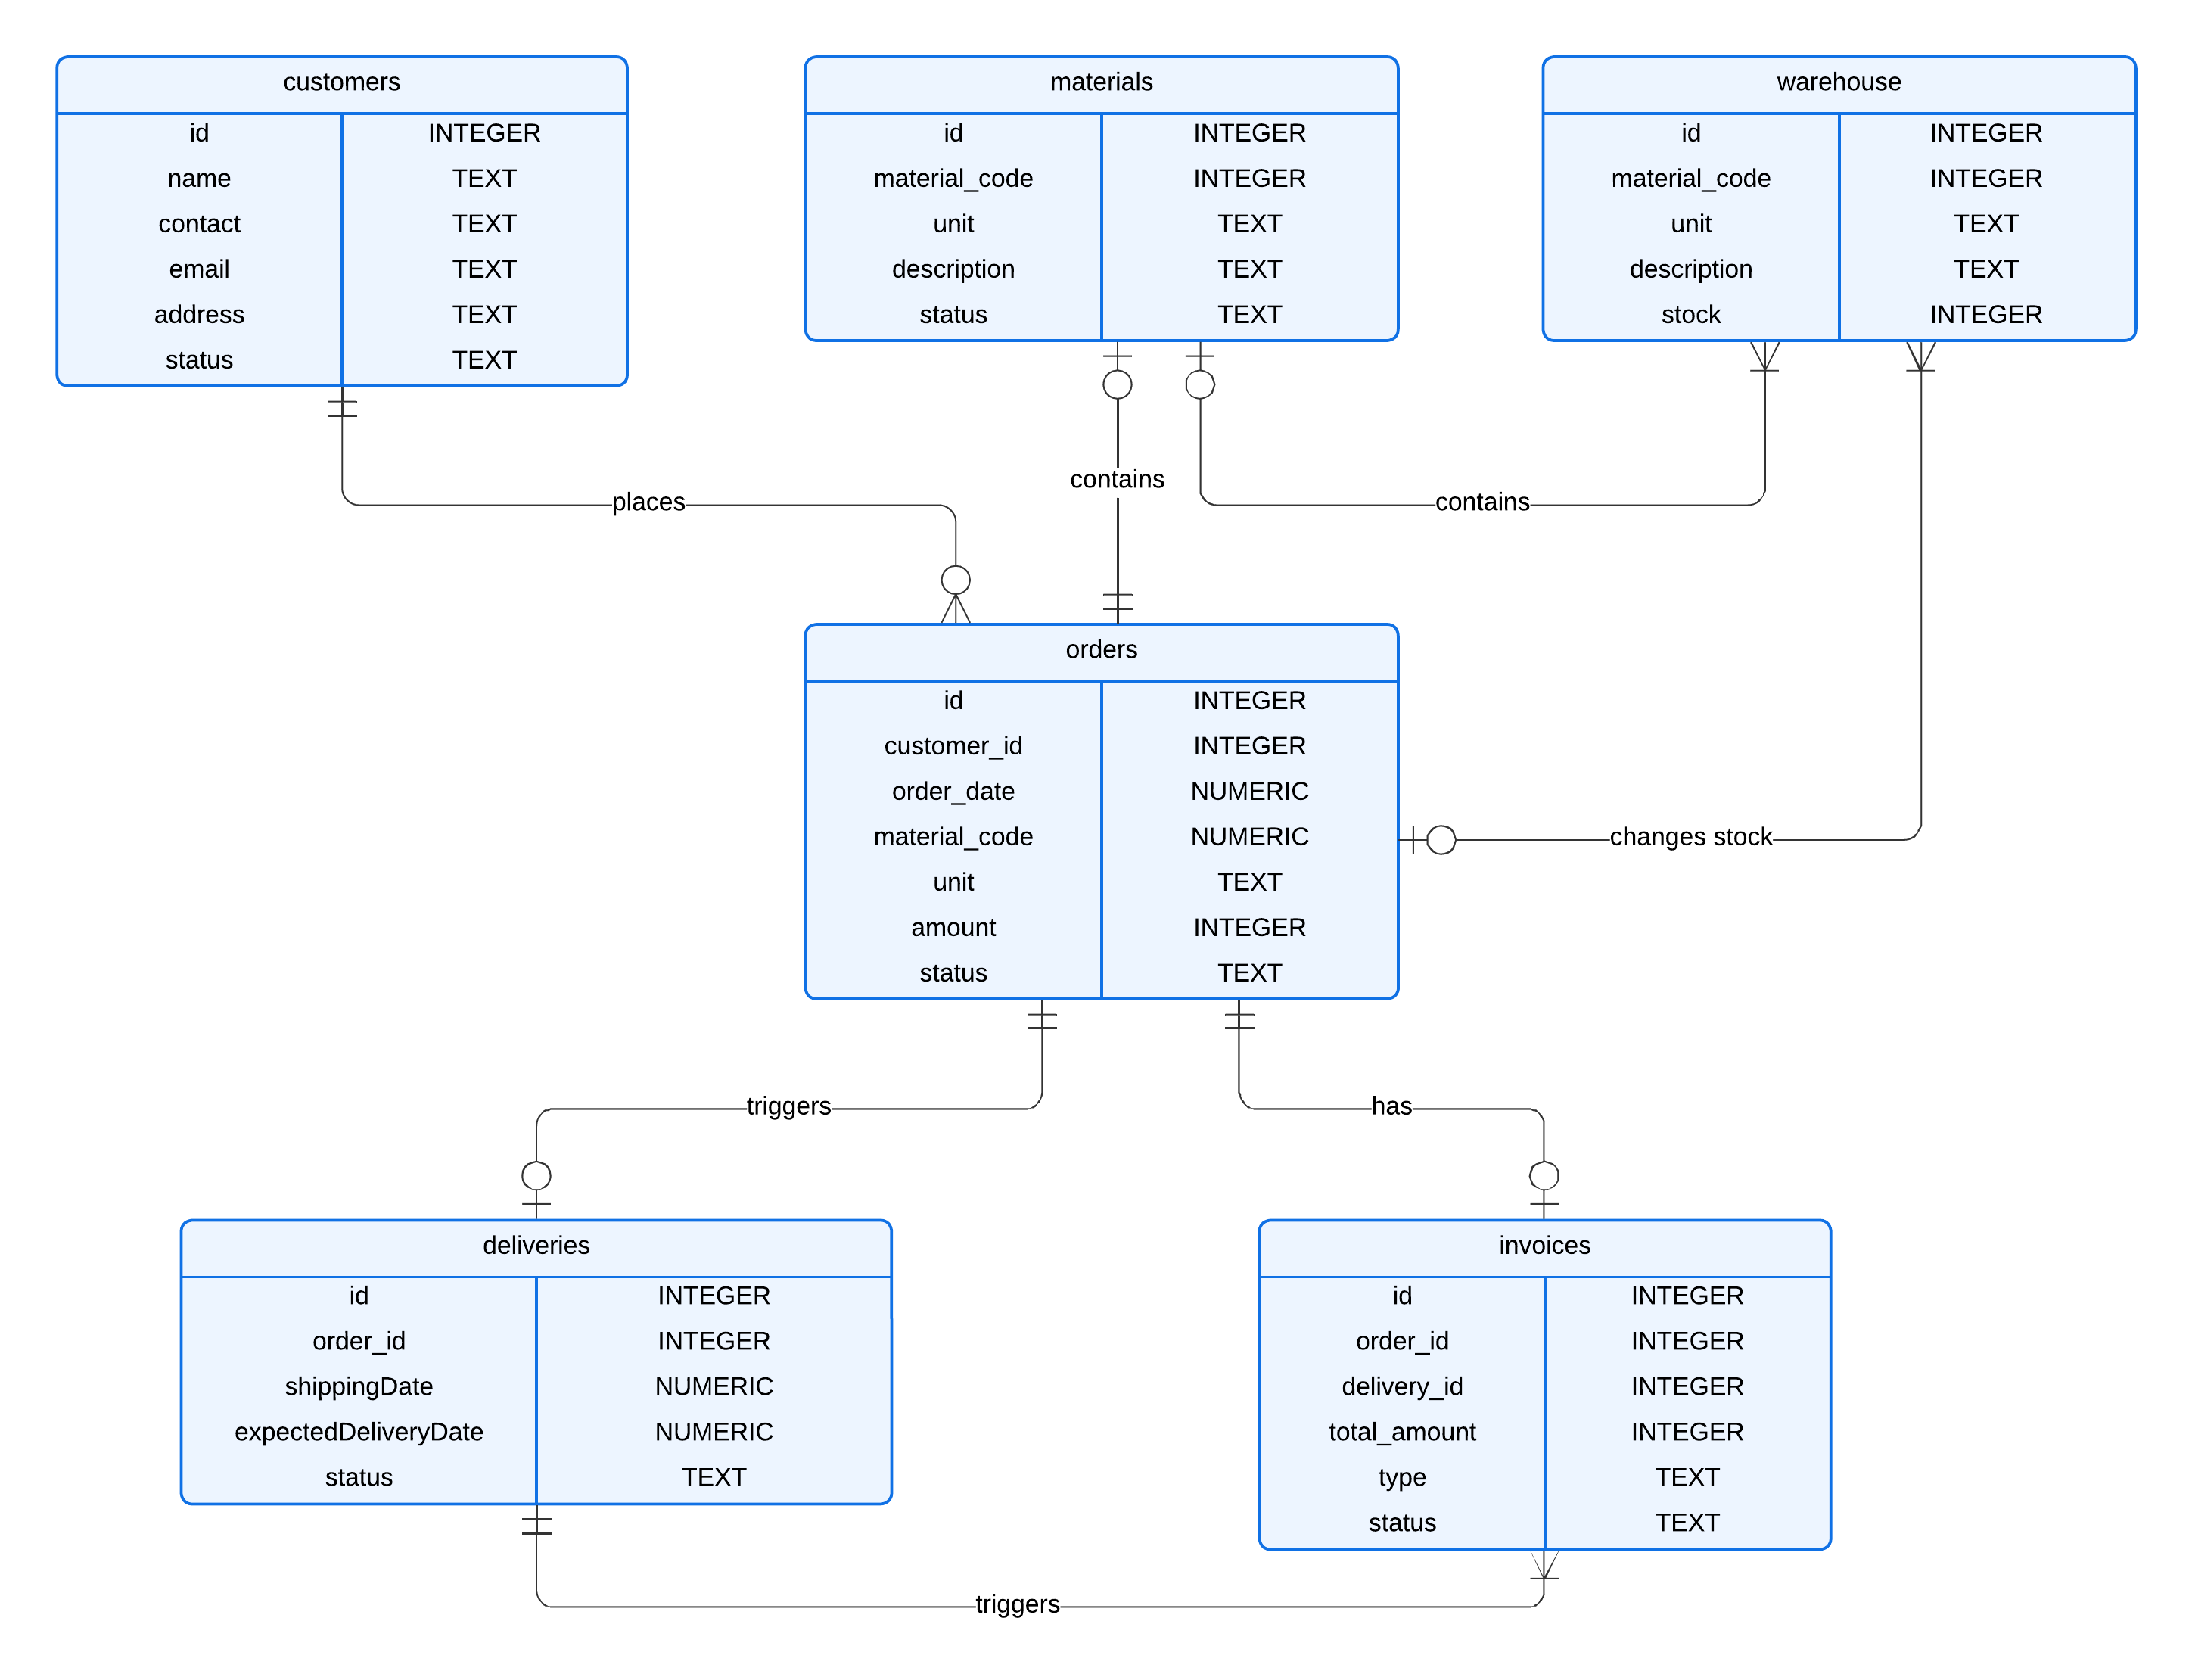 customers
id INTEGER
name TEXT
contact TEXT
email TEXT
address TEXT
status TEXT
materials
id INTEGER
material_code INTEGER
unit TEXT
description TEXT
status TEXT
warehouse
id INTEGER
material_code INTEGER
unit TEXT
description TEXT
stock INTEGER
places
contains
contains
orders
id INTEGER
customer_id INTEGER
order_date NUMERIC
material_code NUMERIC
unit TEXT
amount INTEGER
status TEXT
changes stock
triggers
has
deliveries
id INTEGER
order_id INTEGER
shippingDate NUMERIC
expectedDeliveryDate NUMERIC
status TEXT
invoices
id INTEGER
order_id INTEGER
delivery_id INTEGER
total_amount INTEGER
type TEXT
status TEXT
triggers